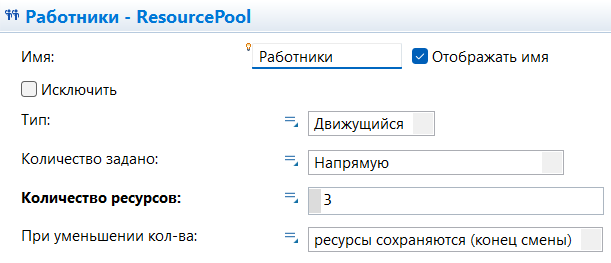 Работники - ResourcePool
Имя: Работники Отображать имя
Исключить
Тип: Движущийся
Количество задано: Напрямую
Количество ресурсов: 3
При уменьшении кол-ва: ресурсы сохраняются (конец смены)